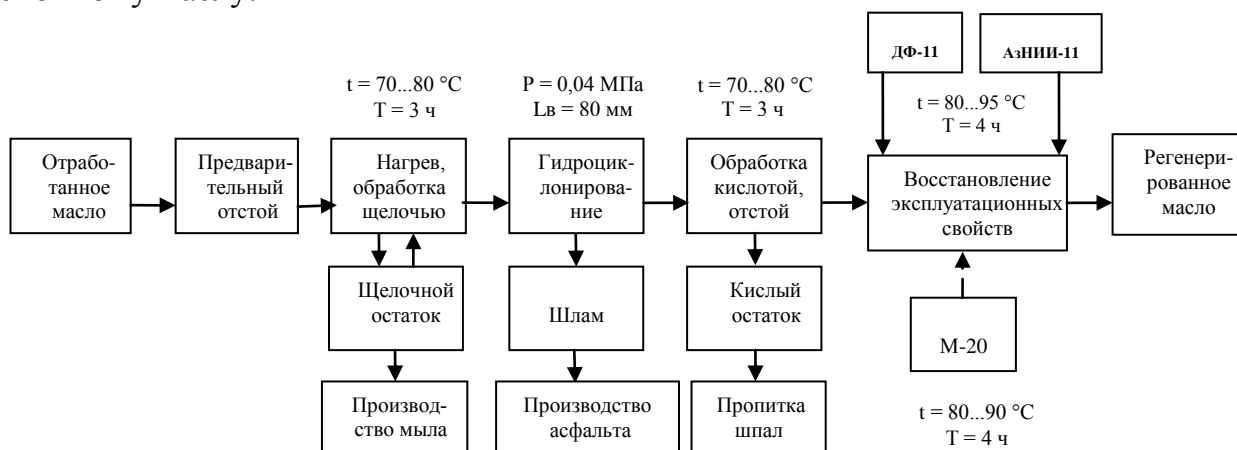 ДФ-11
АзНИИ-11
t = 70...80 °С
Т = 3 ч
Р = 0,04 МПа
Lв = 80 мм
t = 70...80 °С
Т = 3 ч
t = 80...95 °С
Т = 4 ч
Отрабо-
танное
масло
Предвари-
тельный
отстой
Нагрев,
обработка
щелочью
Гидроцик-
лонирова-
ние
Обработка
кислотой,
отстой
Восстановление
эксплуатационных
свойств
Регенери-
рованное
масло
Щелочной
остаток
Шлам
Кислый
остаток
М-20
Производ-
ство мыла
Производство
асфальта
Пропитка
шпал
t = 80...90 °С
Т = 4 ч